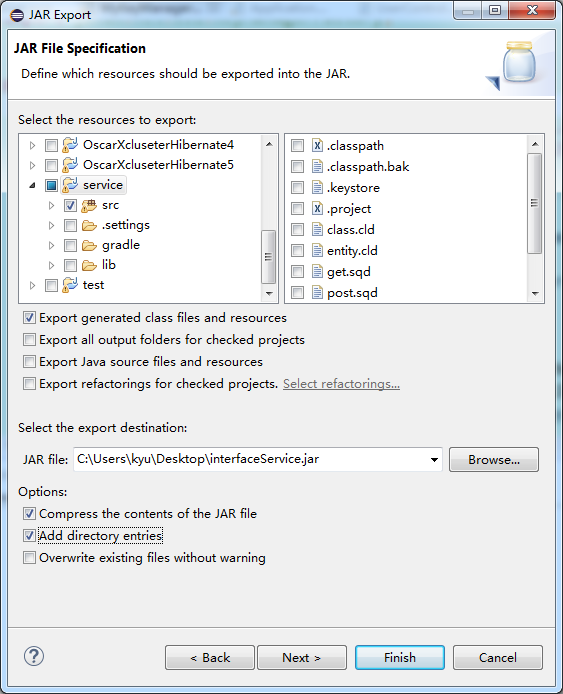 JAR Export
JAR File Specification
Define which resources should be exported into the JAR.
Select the resources to export:
OscarXcluseterHibernate4
OscarXcluseterHibernate5
service
src
.settings
gradle
lib
test
.classpath
.classpath.bak
.keystore
.project
class.cld
entity.cld
get.sqd
post.sqd
Export generated class files and resources
Export all output folders for checked projects
Export Java source files and resources
Export refactorings for checked projects. Select refactorings...
Select the export destination:
JAR file: C:\Users\kyu\Desktop\interfaceService.jar Browse...
Options:
Compress the contents of the JAR file
Add directory entries
Overwrite existing files without warning
? < Back Next > Finish Cancel